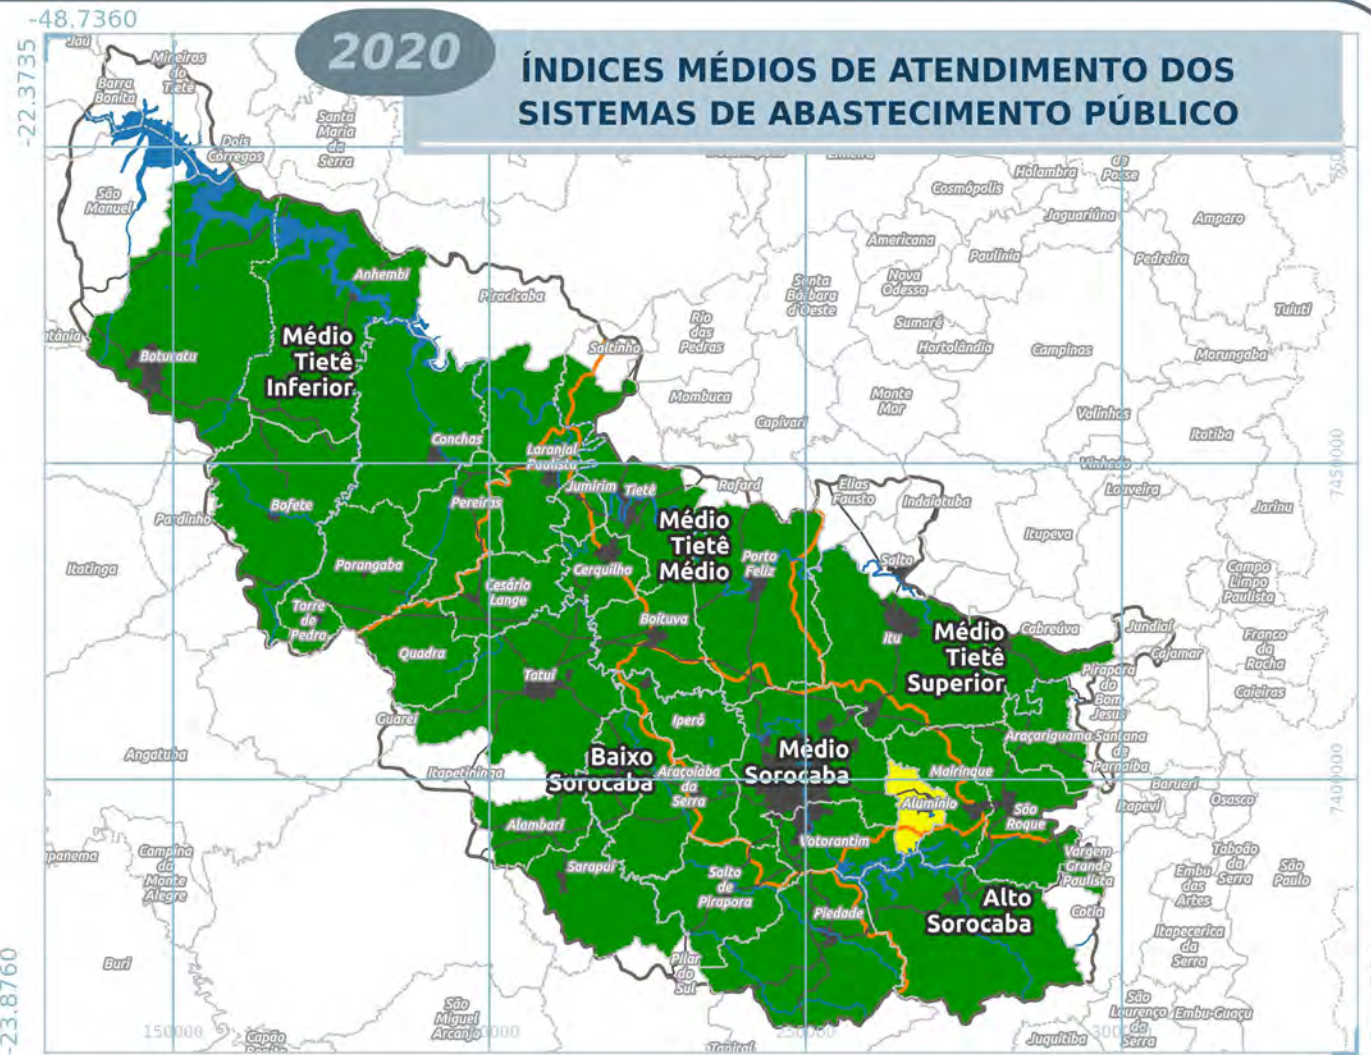 -48.7360
-22.3735
2020
ÍNDICES MÉDIOS DE ATENDIMENTO DOS
SISTEMAS DE ABASTECIMENTO PÚBLICO
Jaú
Mineiros
do
Tietê
Barra
Bonita
Santa
Maria
da
Serra
Dois
Córregos
São
Manuel
Holambra
Passe
Cosmópolis
Jaguariúna
Amparo
Americana
Paulínia
Pedreira
Anhembi
Piracicaba
Santa
Bárbara
d'Oeste
Nova
Odessa
Tuiuti
Rio
das
Pedras
Sumaré
Hortolândia
Campinas
Morungaba
Saltinho
Botucatu
Médio
Tietê
Inferior
Mombuca
Monte
Mor
Capivari
Valinhos
Itatiba
Conchas
Laranjal
Paulista
Vinhedo
7450000
Louveira
Jumirim
Tietê
Rafard
Elias
Fausto
Indaiatuba
Jarinu
Pereiras
Bofete
Pardinho
Médio
Tietê
Médio
Itupeva
Itatinga
Porangaba
Cesário
Lange
Cerquilho
Porto
Feliz
Salto
Campo
Limpo
Paulista
Torre
de
Pedra
Boituva
Itu
Médio
Tietê
Superior
Cabreúva
Jundiaí
Franco
da
Rocha
Cajamar
Quadra
Tatuí
Pirapora
do
Bom
Jesus
Caieiras
Guareí
Iperó
Araçariguama
Santana
de
Parnaíba
Angatuba
Itapetininga
Baixo
Sorocaba
Médio
Sorocaba
Araçoiaba
da
Serra
Mairinque
Barueri
Itapevi
Osasco
7400000
Alumínio
São
Roque
Alambari
Votorantim
Campina
do
Monte
Alegre
Sarapuí
Salto
de
Pirapora
Vargem
Grande
Paulista
Taboão
da
Serra
São
Paulo
Embu
das
Artes
Alto
Sorocaba
Piedade
Cotia
Itapecerica
da
Serra
Buri
Pilar
do
Sul
-23.8760
São
Miguel
Arcanjo
São
Lourenço
da
Serra
Embu-Guaçu
Juquitiba
150000
Capão
Tapiraí